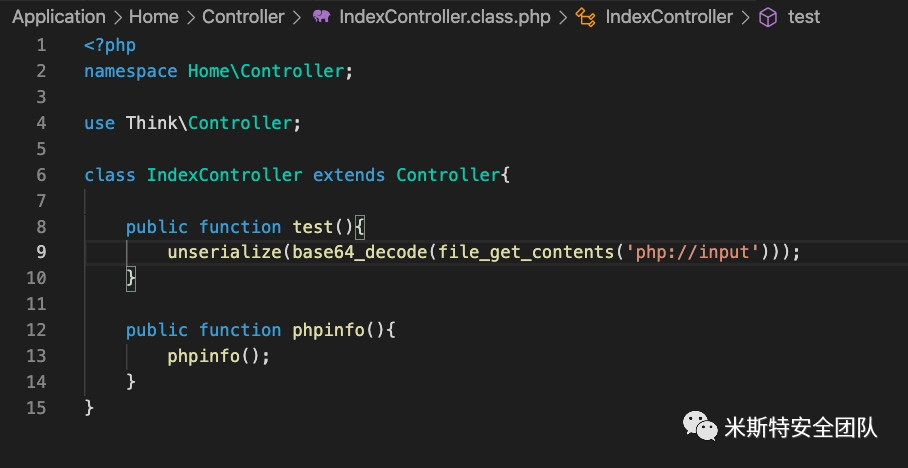 Application > Home > Controller > IndexController.class.php > IndexController > test
1 <?php
2 namespace Home\Controller;
3
4 use Think\Controller;
5
6 class IndexController extends Controller{
7
8 public function test(){
9 unserialize(base64_decode(file_get_contents('php://input')));
10 }
11
12 public function phpinfo(){
13 phpinfo();
14 }
15 }
米斯特安全团队